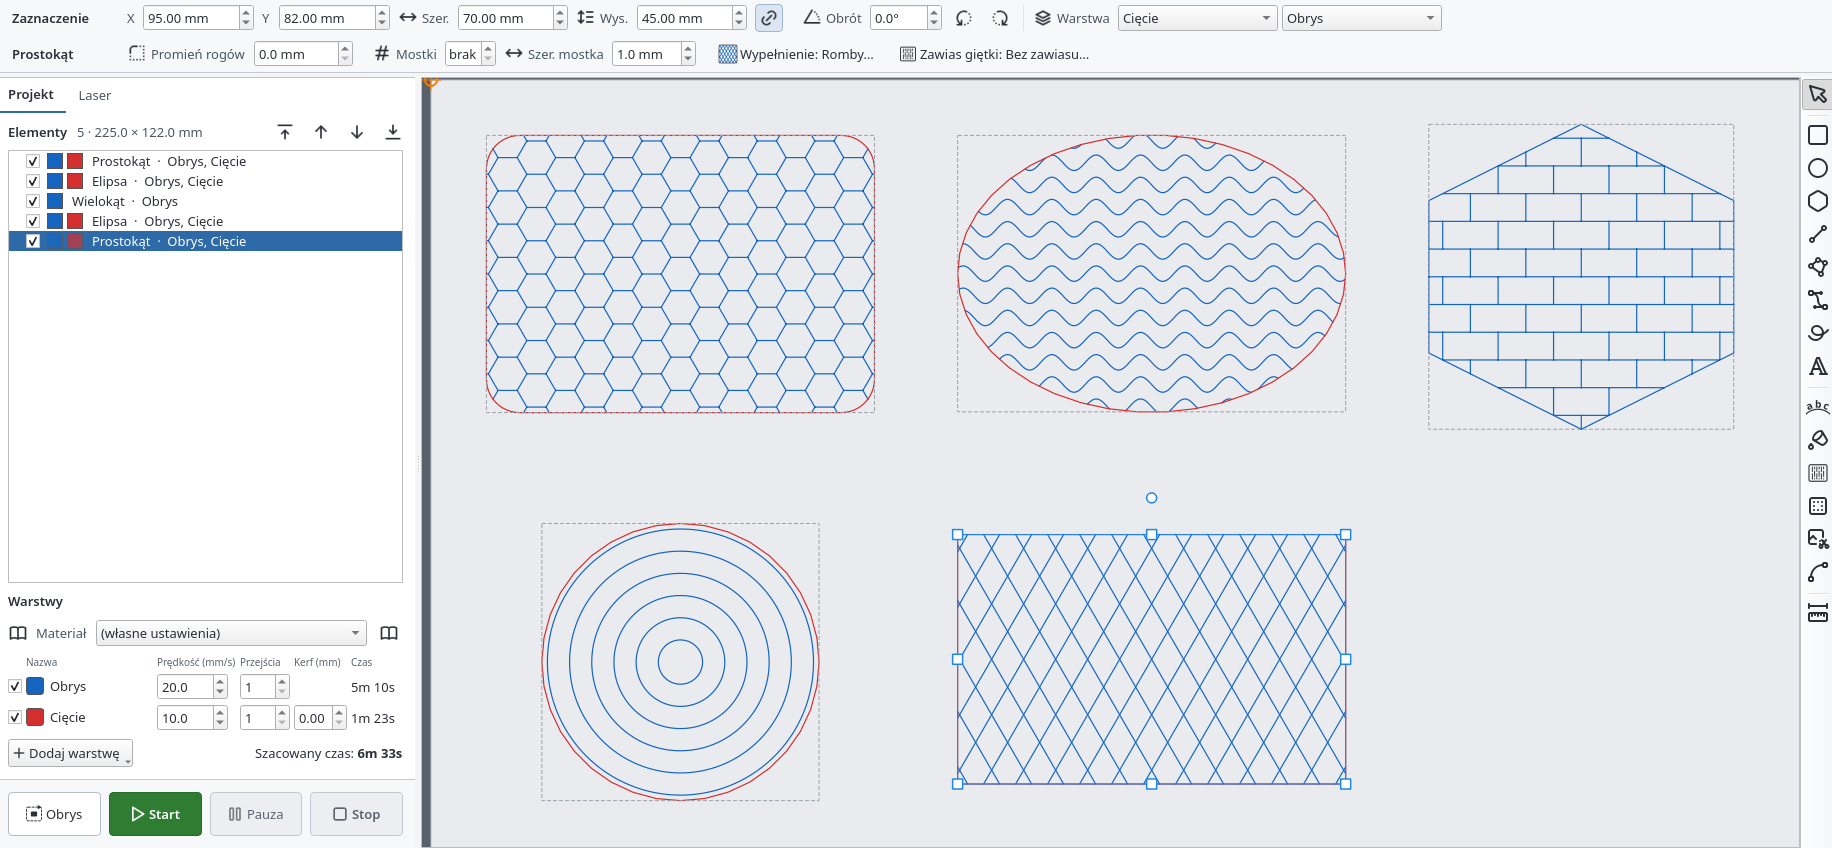 Zaznaczenie X 95.00 mm Y 82.00 mm Szer. 70.00 mm Wys. 45.00 mm Obrót 0.0° Warstwa Cięcie Obrys
Prostokąt Promień rogów 0.0 mm Mostki brak Szer. mostka 1.0 mm Wypełnienie: Romby... Zawias giętki: Bez zawiasu...
Projekt Laser
Elementy 5 · 225.0 × 122.0 mm
Prostokąt · Obrys, Cięcie
Elipsa · Obrys, Cięcie
Wielokąt · Obrys
Elipsa · Obrys, Cięcie
Prostokąt · Obrys, Cięcie
Warstwy
Materiał (własne ustawienia)
Nazwa Prędkość (mm/s) Przejścia Kerf (mm) Czas
Obrys 20.0 1 5m 10s
Cięcie 10.0 1 0.00 1m 23s
Dodaj warstwę Szacowany czas: 6m 33s
Obrys Start Pauza Stop
A
abc